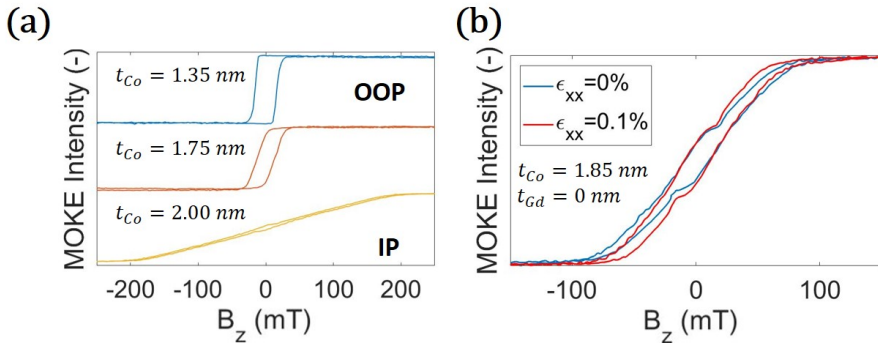 (a)
MOKE Intensity (-)
t_Co = 1.35 nm
OOP
t_Co = 1.75 nm
t_Co = 2.00 nm
IP
-200 -100 0 100 200
B_z (mT)
(b)
MOKE Intensity (-)
ϵ_xx=0%
ϵ_xx=0.1%
t_Co = 1.85 nm
t_Gd = 0 nm
-100 0 100
B_z (mT)